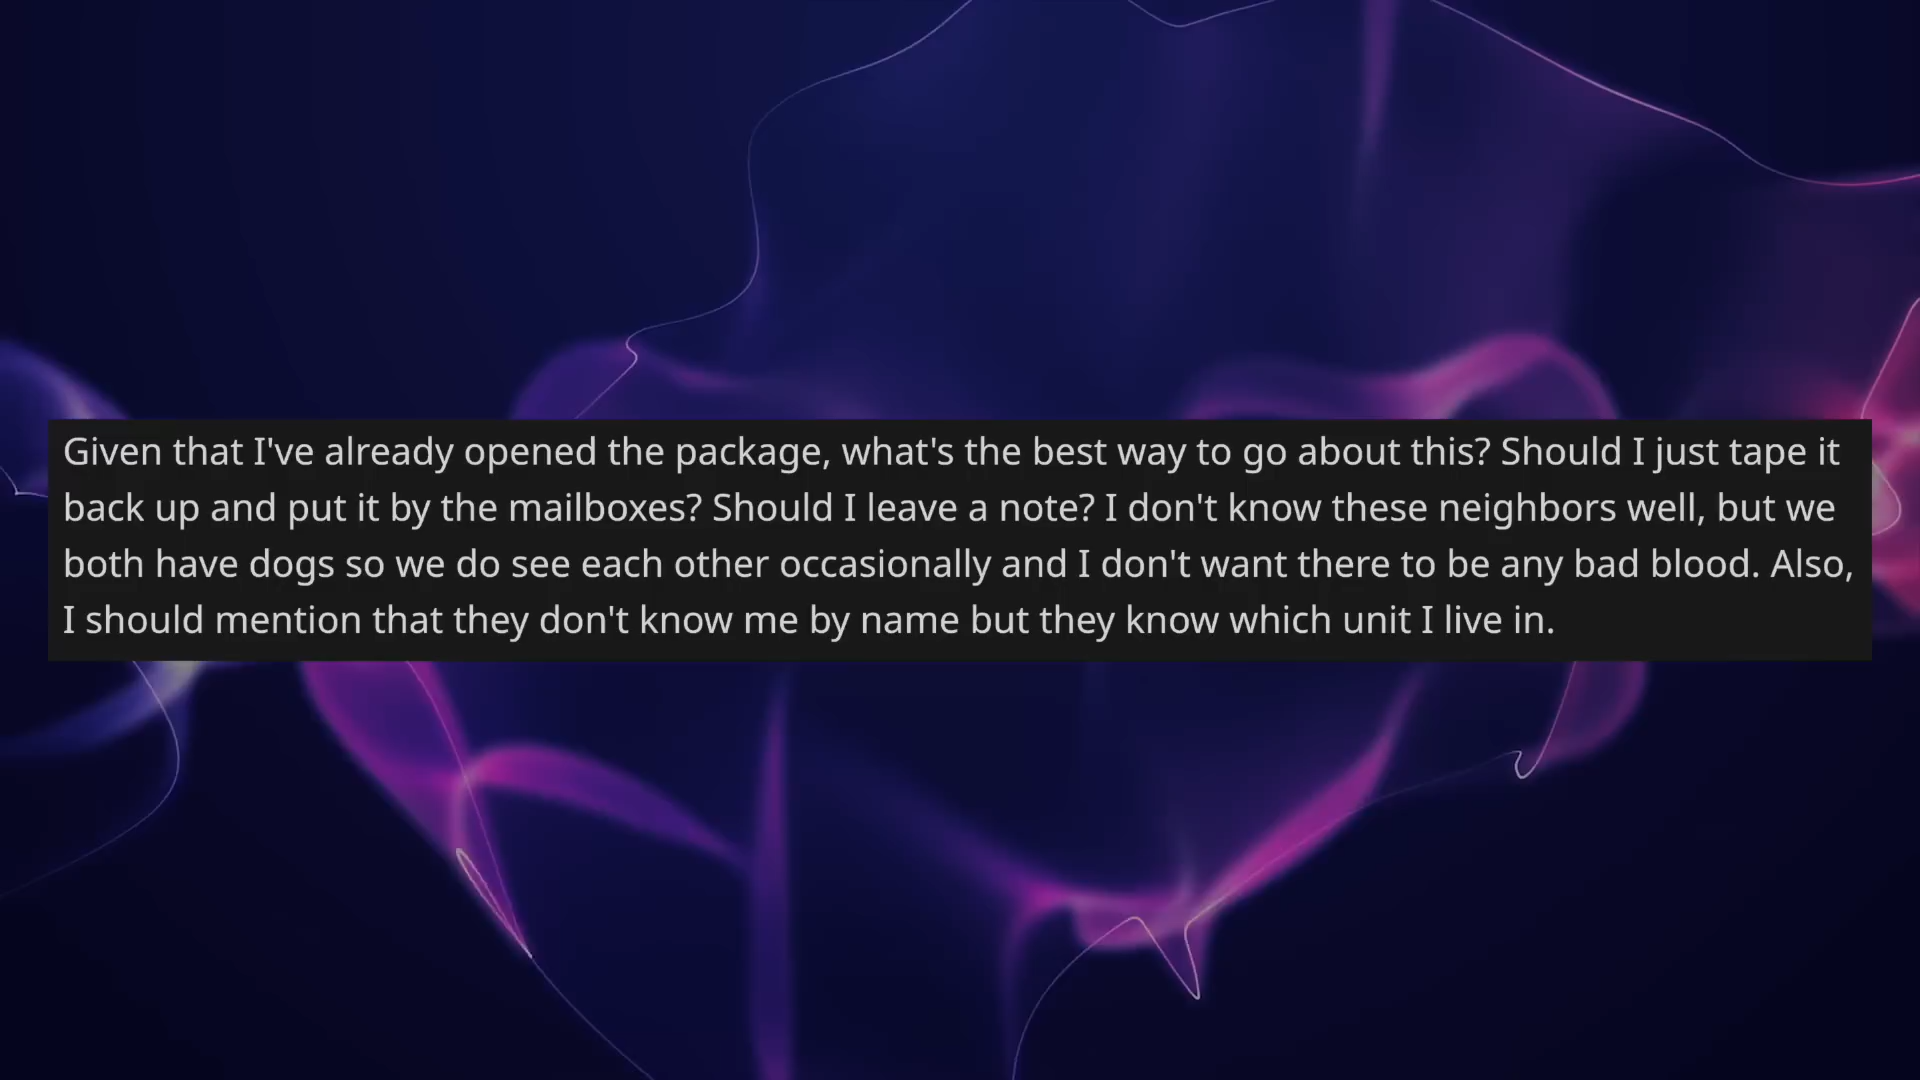 Given that I've already opened the package, what's the best way to go about this? Should I just tape it
back up and put it by the mailboxes? Should I leave a note? I don't know these neighbors well, but we
both have dogs so we do see each other occasionally and I don't want there to be any bad blood. Also,
I should mention that they don't know me by name but they know which unit I live in.